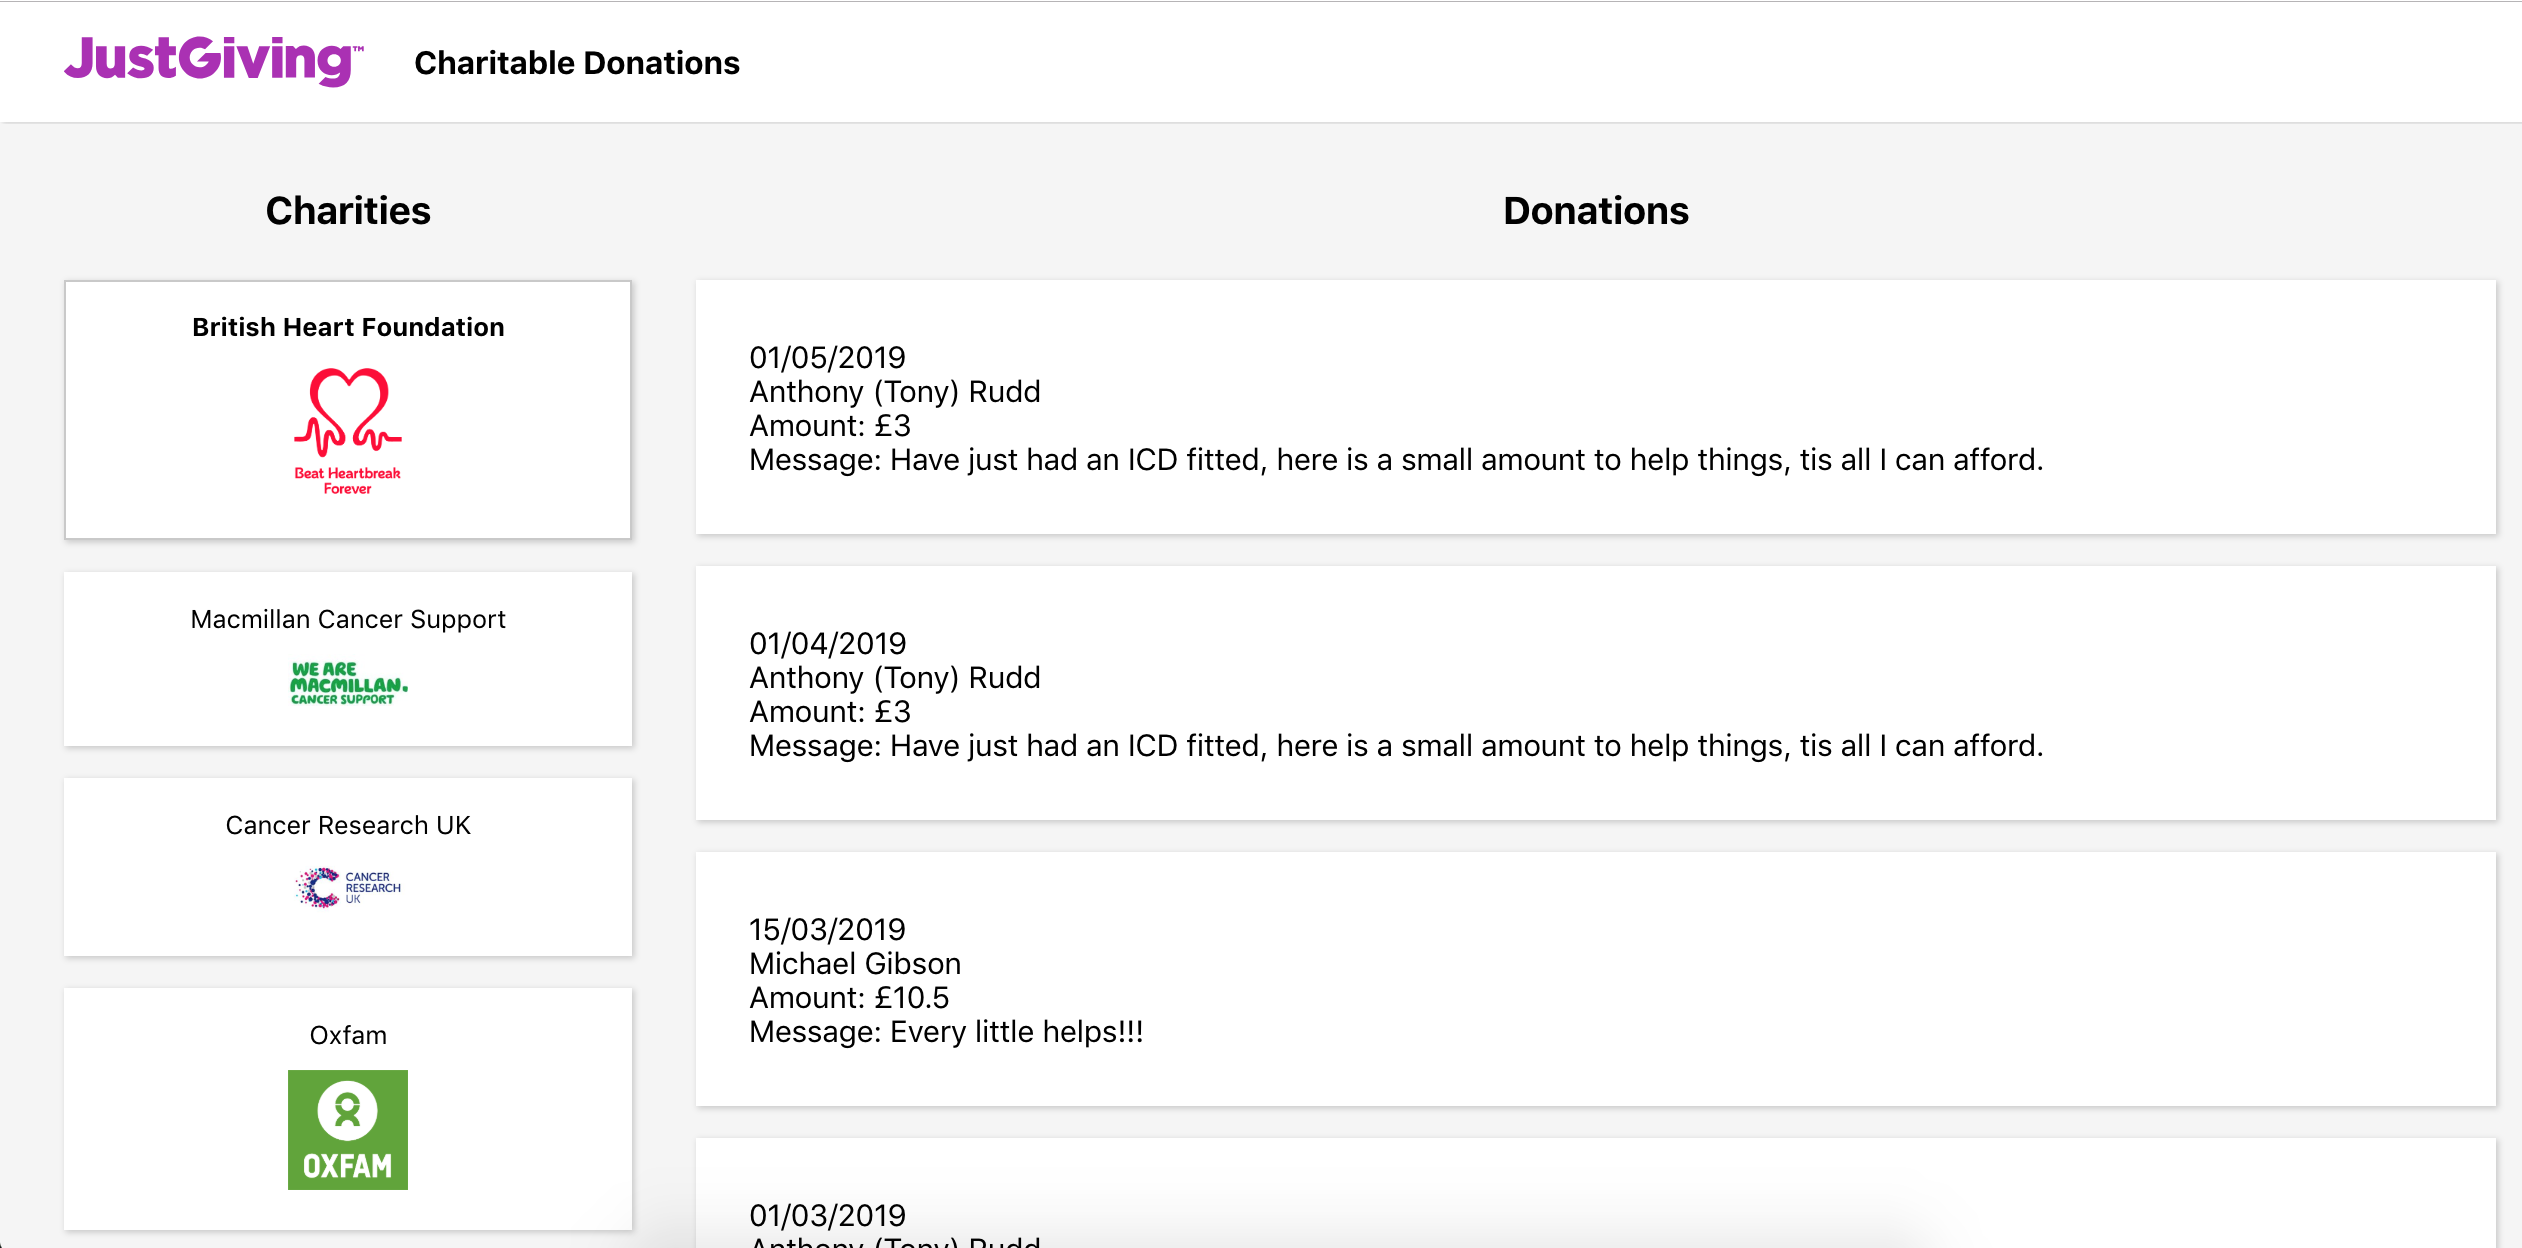 JustGiving™
Charitable Donations
Charities
British Heart Foundation
Beat Heartbreak
Forever
Macmillan Cancer Support
WE ARE
MACMILLAN.
CANCER SUPPORT
Cancer Research UK
CANCER
RESEARCH
UK
Oxfam
OXFAM
Donations
01/05/2019
Anthony (Tony) Rudd
Amount: £3
Message: Have just had an ICD fitted, here is a small amount to help things, tis all I can afford.
01/04/2019
Anthony (Tony) Rudd
Amount: £3
Message: Have just had an ICD fitted, here is a small amount to help things, tis all I can afford.
15/03/2019
Michael Gibson
Amount: £10.5
Message: Every little helps!!!
01/03/2019
Anthony (Tony) Rudd